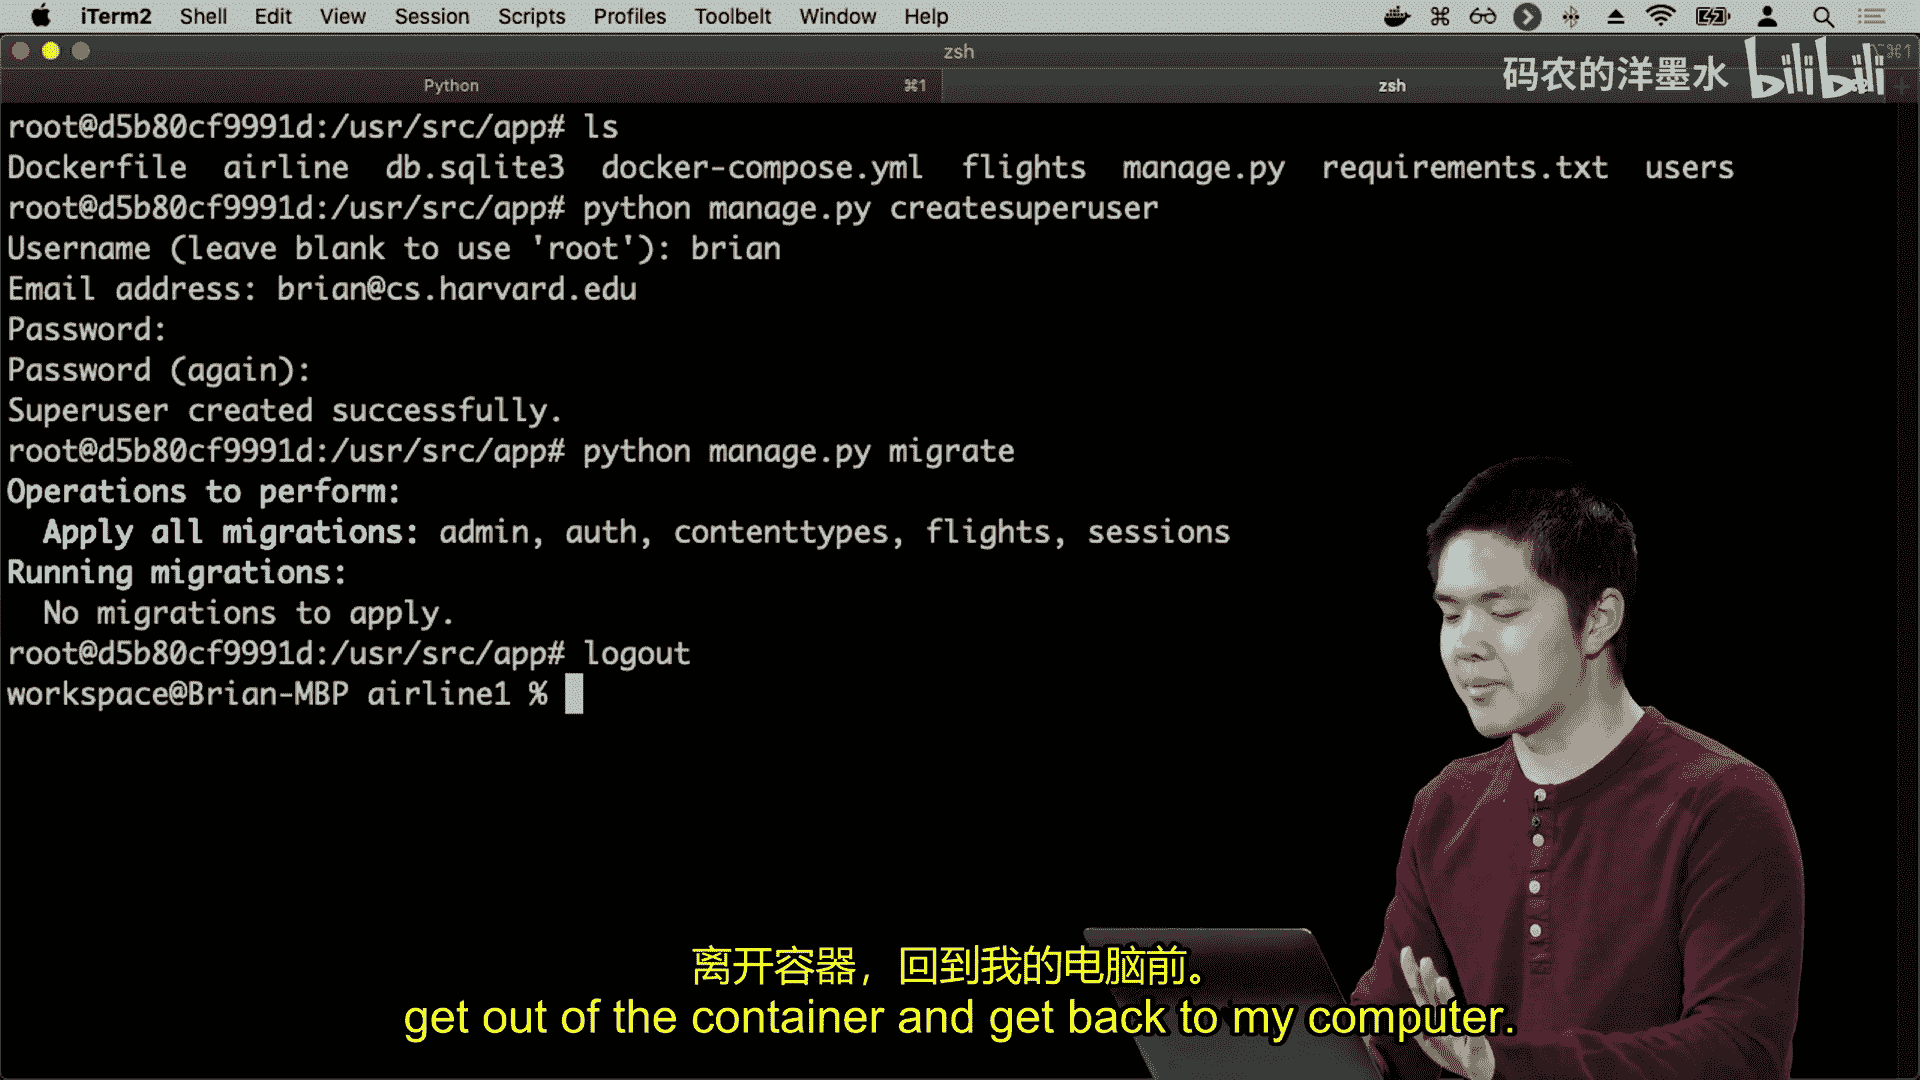 iTerm2 Shell Edit View Session Scripts Profiles Toolbelt Window Help
zsh
⌘1
Python ⌘1 zsh
码农的洋墨水 bilibili
root@d5b80cf9991d:/usr/src/app# ls
Dockerfile airline db.sqlite3 docker-compose.yml flights manage.py requirements.txt users
root@d5b80cf9991d:/usr/src/app# python manage.py createsuperuser
Username (leave blank to use 'root'): brian
Email address: brian@cs.harvard.edu
Password:
Password (again):
Superuser created successfully.
root@d5b80cf9991d:/usr/src/app# python manage.py migrate
Operations to perform:
Apply all migrations: admin, auth, contenttypes, flights, sessions
Running migrations:
No migrations to apply.
root@d5b80cf9991d:/usr/src/app# logout
workspace@Brian-MBP airline1 %
离开容器，回到我的电脑前。
get out of the container and get back to my computer.